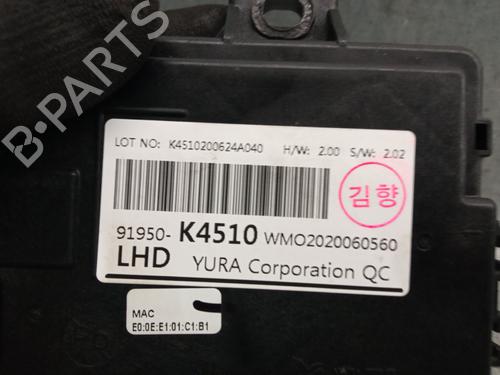 B-PARTS
LOT NO: K4510200624A040 H/W: 2.00 S/W: 2.02
김향
91950- K4510 WMO2020060560
LHD YURA Corporation QC
MAC
E0:0E:E1:01:C1:B1